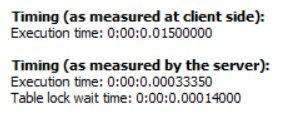 Timing (as measured at client side):
Execution time: 0:00:0.01500000
Timing (as measured by the server):
Execution time: 0:00:0.00033350
Table lock wait time: 0:00:0.00014000